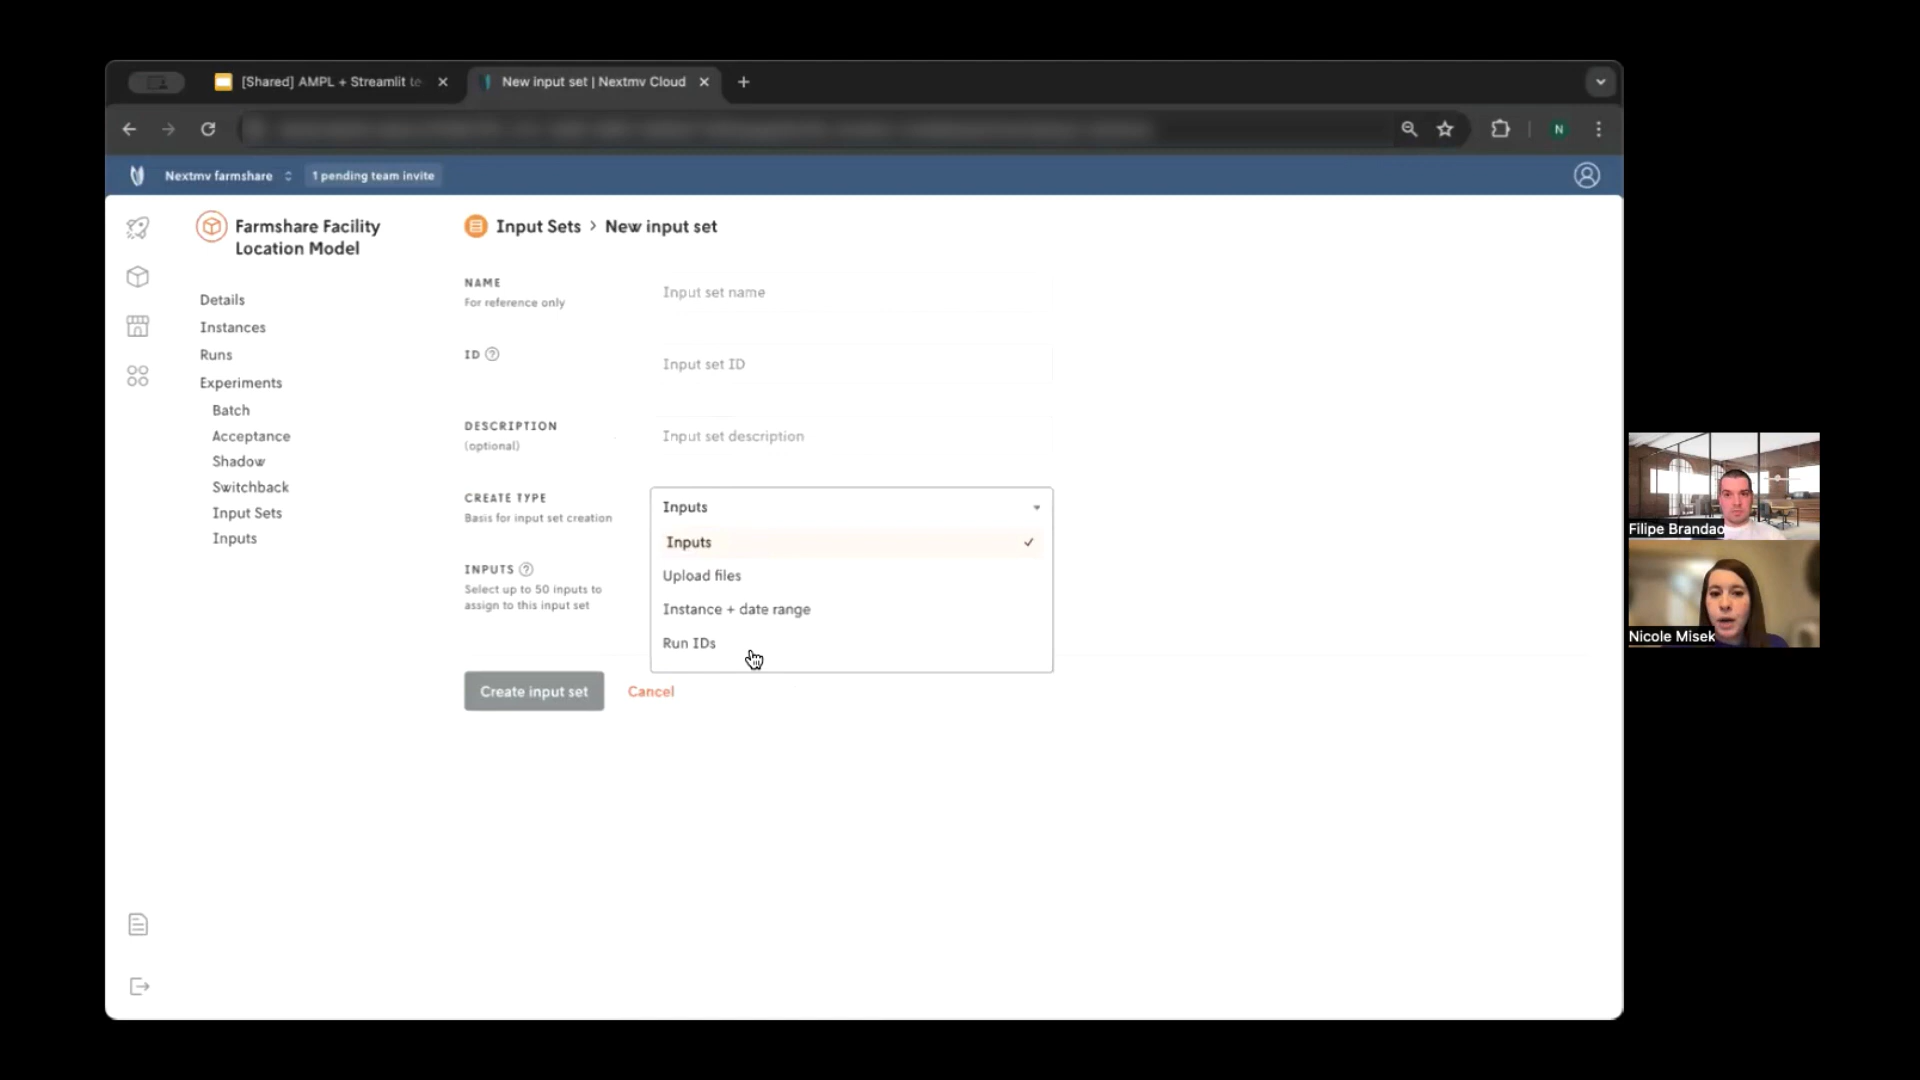 [Shared] AMPL + Streamlit te
New input set | Nextmv Cloud
N
Nextmv farmshare
1 pending team invite
Farmshare Facility
Location Model
Details
Instances
Runs
Experiments
Batch
Acceptance
Shadow
Switchback
Input Sets
Inputs
Input Sets > New input set
NAME
For reference only
Input set name
ID ?
Input set ID
DESCRIPTION
(optional)
Input set description
CREATE TYPE
Basis for input set creation
Inputs
Inputs
Upload files
Instance + date range
Run IDs
INPUTS ?
Select up to 50 inputs to
assign to this input set
Create input set
Cancel
Filipe Brandao
Nicole Misek